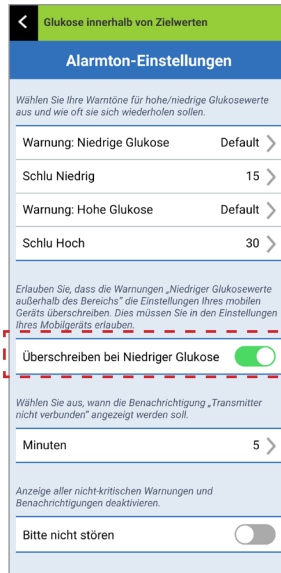 Glukose innerhalb von Zielwerten
Alarmton-Einstellungen
Wählen Sie Ihre Warntöne für hohe/niedrige Glukosewerte
aus und wie oft sie sich wiederholen sollen.
Warnung: Niedrige Glukose Default
Schlu Niedrig 15
Warnung: Hohe Glukose Default
Schlu Hoch 30
Erlauben Sie, dass die Warnungen „Niedriger Glukosewerte
außerhalb des Bereichs" die Einstellungen Ihres mobilen
Geräts überschreiben. Dies müssen Sie in den Einstellungen
Ihres Mobilgeräts erlauben.
Überschreiben bei Niedriger Glukose
Wählen Sie aus, wann die Benachrichtigung „Transmitter
nicht verbunden" angezeigt werden soll.
Minuten 5
Anzeige aller nicht-kritischen Warnungen und
Benachrichtigungen deaktivieren.
Bitte nicht stören